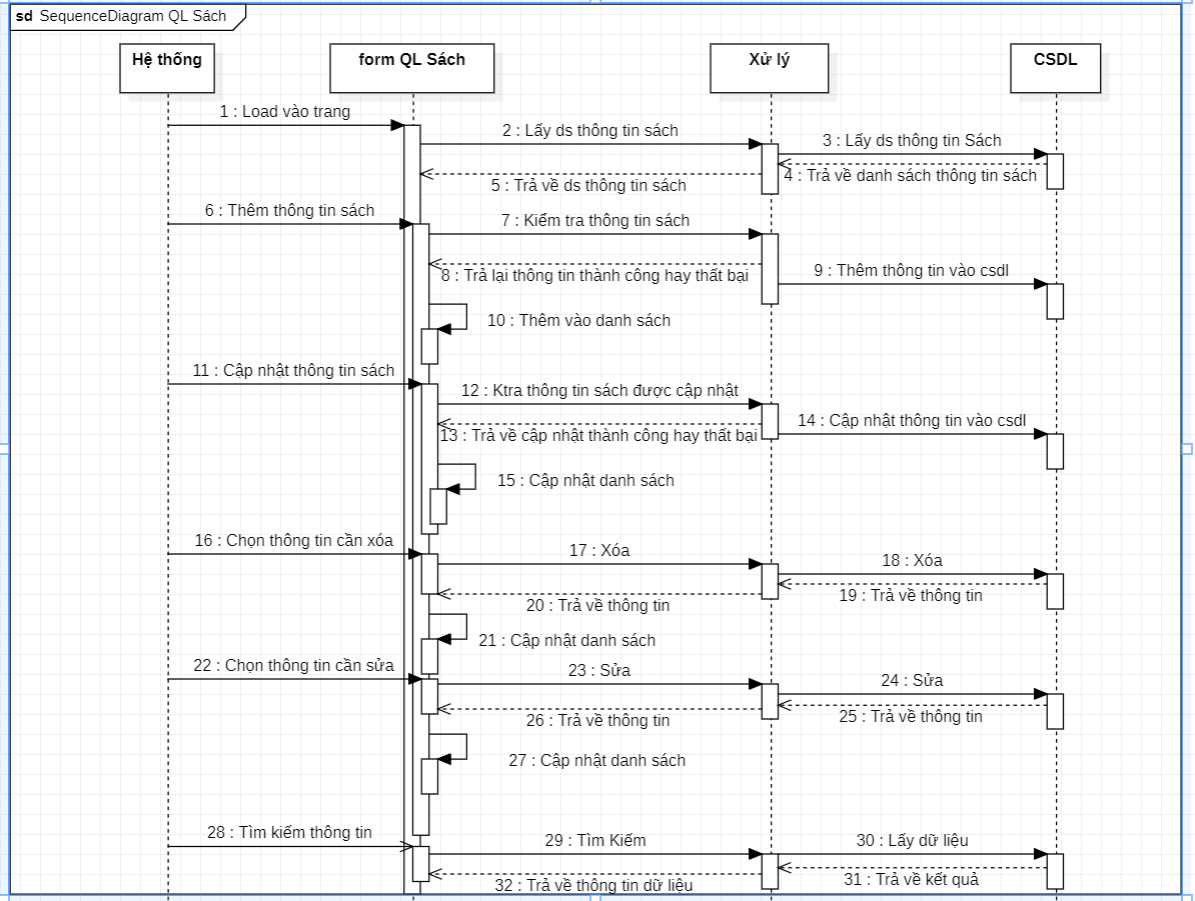 sd SequenceDiagram QL Sách
Hệ thống
form QL Sách
Xử lý
CSDL
1 : Load vào trang
2 : Lấy ds thông tin sách
3 : Lấy ds thông tin Sách
4 : Trả về danh sách thông tin sách
5 : Trả về ds thông tin sách
6 : Thêm thông tin sách
7 : Kiểm tra thông tin sách
8 : Trả lại thông tin thành công hay thất bại
9 : Thêm thông tin vào csdl
10 : Thêm vào danh sách
11 : Cập nhật thông tin sách
12 : Ktra thông tin sách được cập nhật
13 : Trả về cập nhật thành công hay thất bại
14 : Cập nhật thông tin vào csdl
15 : Cập nhật danh sách
16 : Chọn thông tin cần xóa
17 : Xóa
18 : Xóa
19 : Trả về thông tin
20 : Trả về thông tin
21 : Cập nhật danh sách
22 : Chọn thông tin cần sửa
23 : Sửa
24 : Sửa
25 : Trả về thông tin
26 : Trả về thông tin
27 : Cập nhật danh sách
28 : Tìm kiếm thông tin
29 : Tìm Kiếm
30 : Lấy dữ liệu
31 : Trả về kết quả
32 : Trả về thông tin dữ liệu